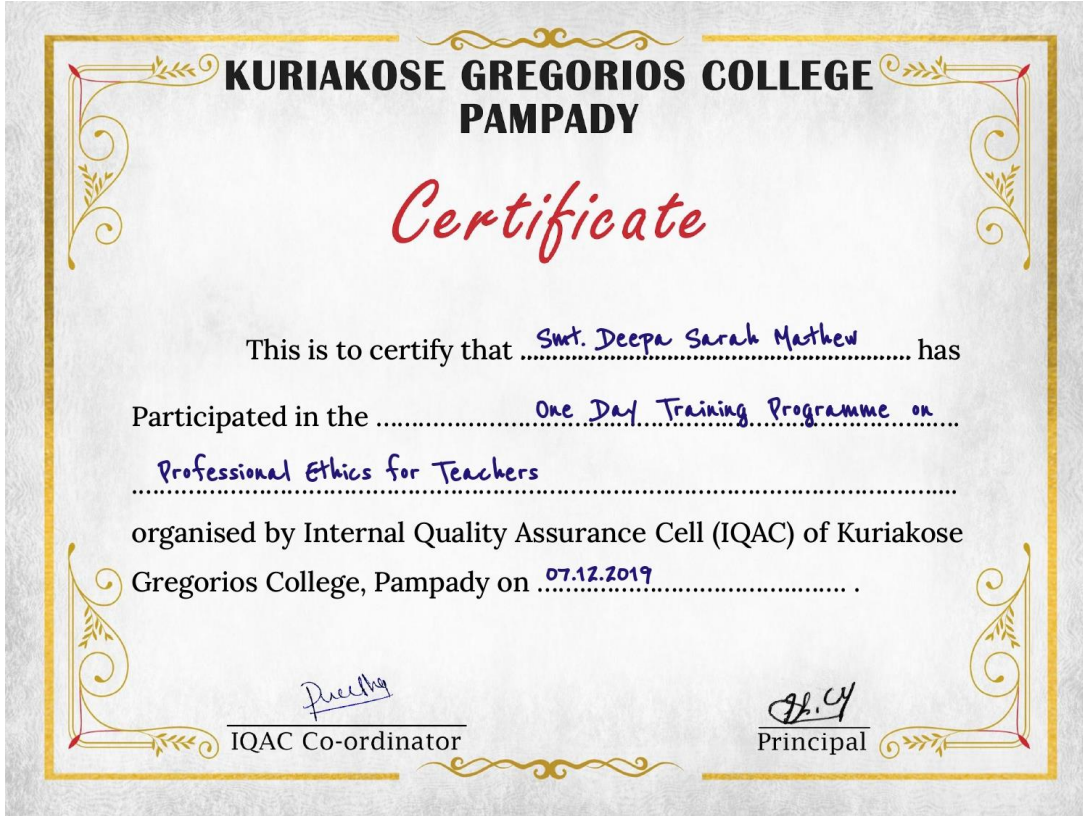 KURIAKOSE GREGORIOS COLLEGE
PAMPADY
Certificate
This is to certify that Smt. Deepa Sarah Mathew has
Participated in the One Day Training Programme on
Professional Ethics for Teachers
organised by Internal Quality Assurance Cell (IQAC) of Kuriakose
Gregorios College, Pampady on 07.12.2019 .
IQAC Co-ordinator
Principal